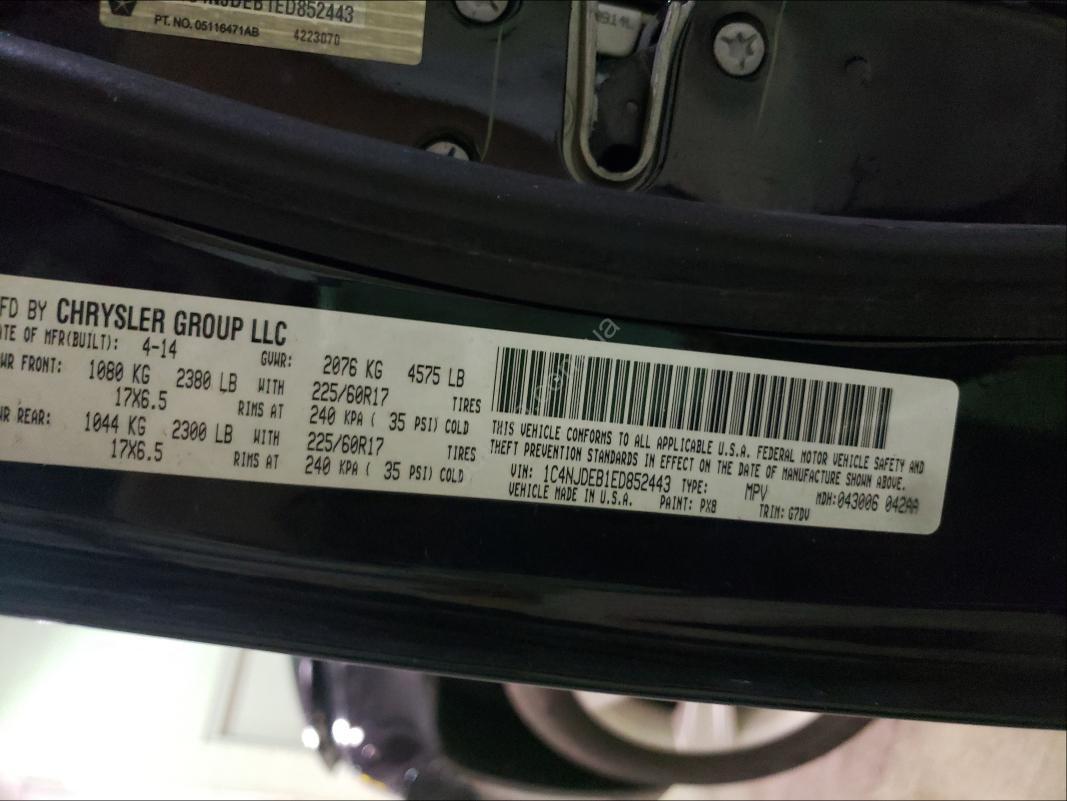 NJDEB1ED852443
PT. NO. 05116471AB 4223070
FD BY CHRYSLER GROUP LLC
ATE OF MFR(BUILT): 4-14 GVWR: 2076 KG 4575 LB
WR FRONT: 1080 KG 2380 LB WITH 225/60R17 TIRES
17X6.5 RIMS AT 240 KPA ( 35 PSI) COLD
WR REAR: 1044 KG 2300 LB WITH 225/60R17 TIRES
17X6.5 RIMS AT 240 KPA ( 35 PSI) COLD
THIS VEHICLE CONFORMS TO ALL APPLICABLE U.S.A. FEDERAL MOTOR VEHICLE SAFETY AND
THEFT PREVENTION STANDARDS IN EFFECT ON THE DATE OF MANUFACTURE SHOWN ABOVE.
VIN: 1C4NJDEB1ED852443 TYPE: MPV MDH:043006 042AA
VEHICLE MADE IN U.S.A. PAINT: PX8 TRIM: G7DV